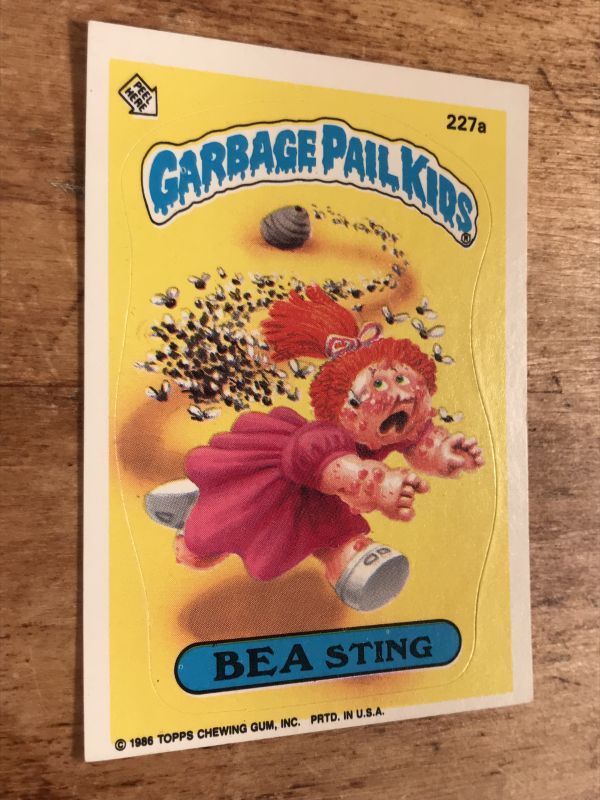 PEEL
HERE
227a
GARBAGE PAIL KIDS®
BEA STING
© 1986 TOPPS CHEWING GUM, INC. PRTD. IN U.S.A.